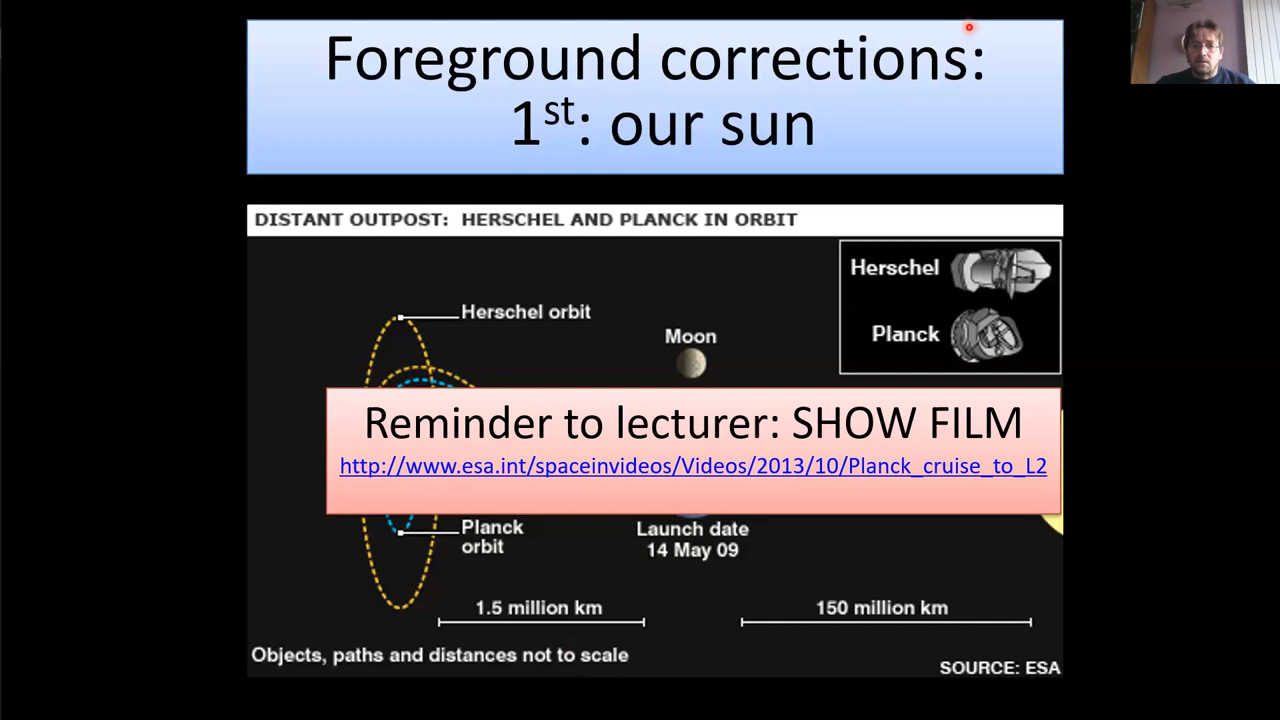 Foreground corrections:
1st: our sun
DISTANT OUTPOST: HERSCHEL AND PLANCK IN ORBIT
Herschel
Herschel orbit
Planck
Moon
Reminder to lecturer: SHOW FILM
http://www.esa.int/spaceinvideos/Videos/2013/10/Planck_cruise_to_L2
Planck
orbit
Launch date
14 May 09
1.5 million km
150 million km
Objects, paths and distances not to scale
SOURCE: ESA